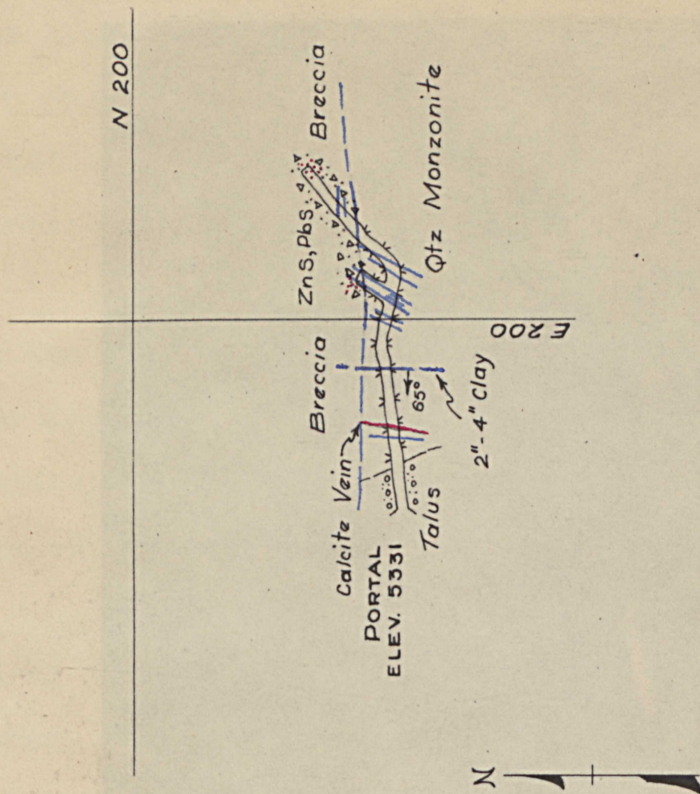 N 200
Breccia
ZnS, PbS
Qtz Monzonite
E 200
Breccia
65°
2"-4" Clay
Calcite Vein
Talus
PORTAL
ELEV. 5331
N